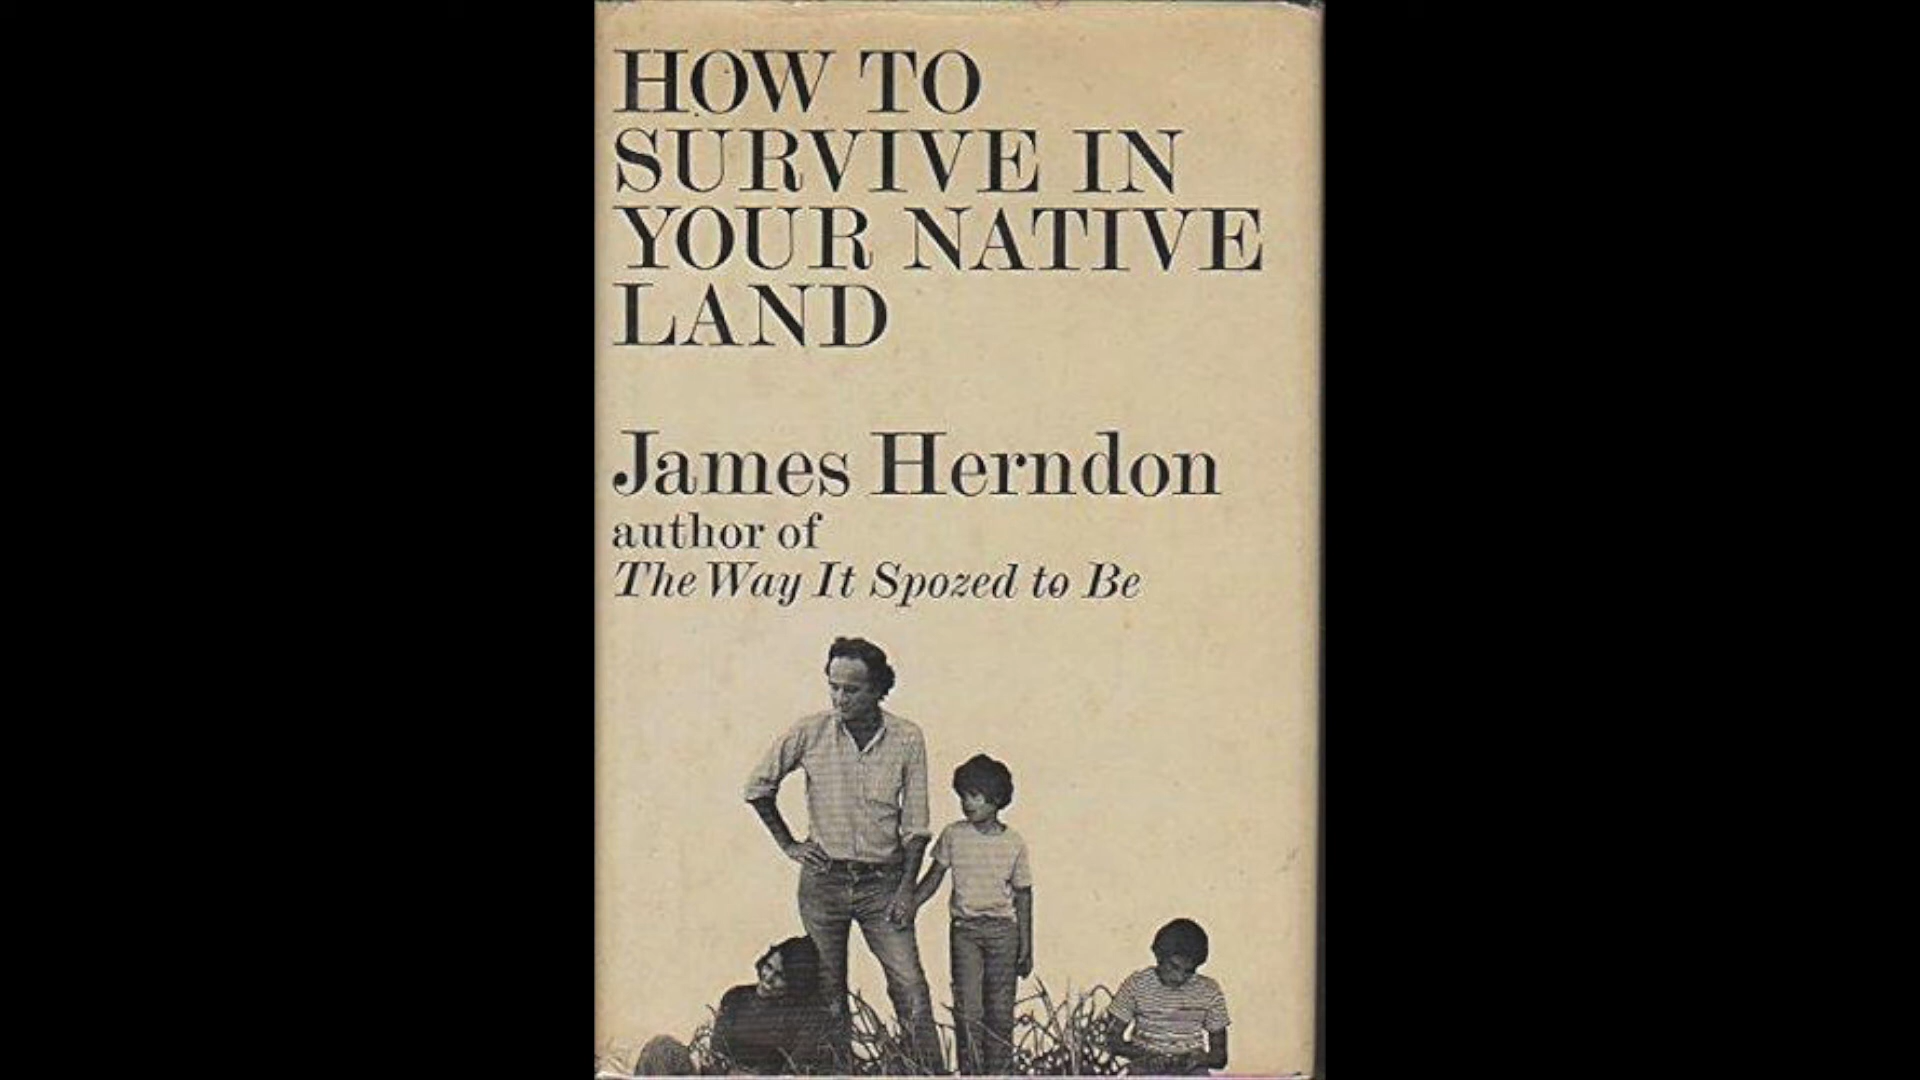 HOW TO
SURVIVE IN
YOUR NATIVE
LAND
James Herndon
author of
The Way It Spozed to Be